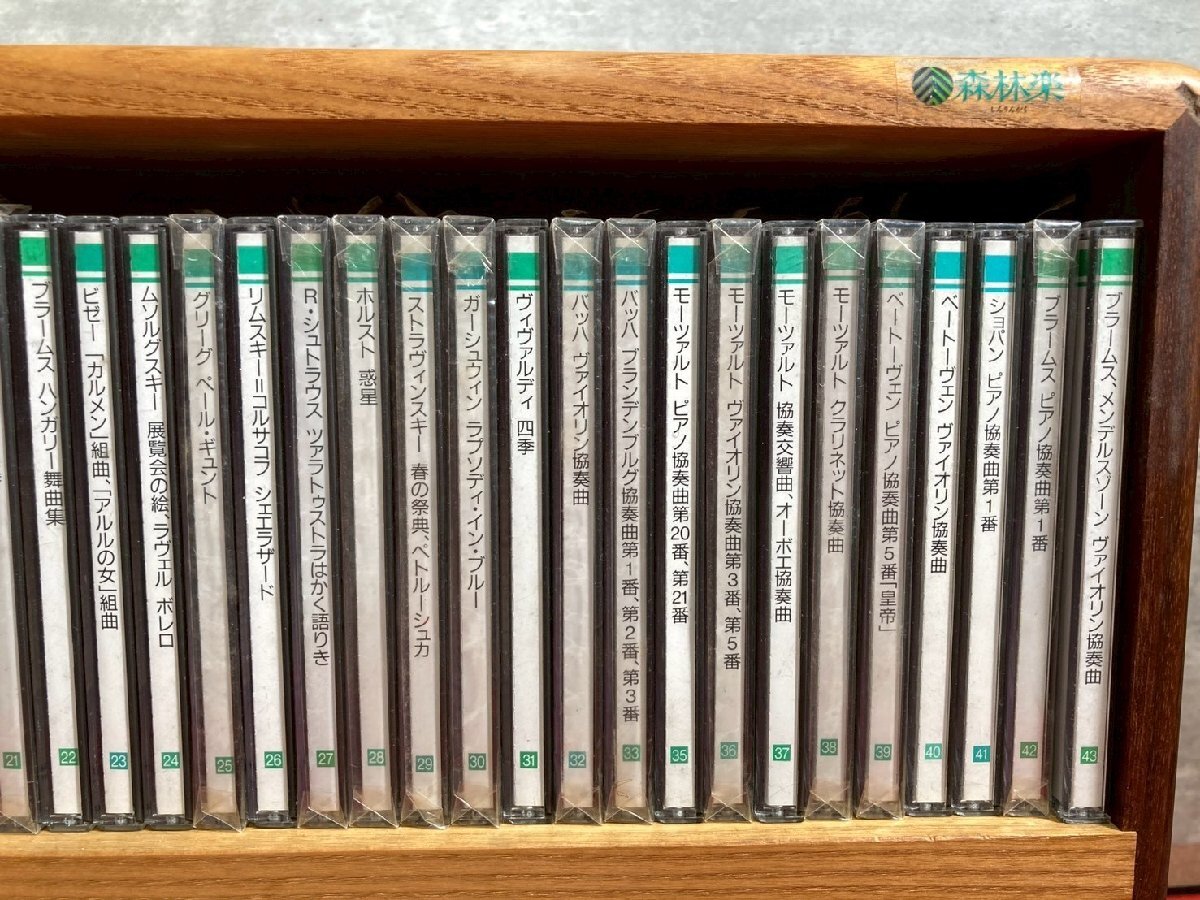 森林楽
しんりんがく
21
ブラームス ハンガリー舞曲集
22
ビゼー 「カルメン」組曲、「アルルの女」組曲
23
ムソルグスキー 展覧会の絵、ラヴェル ボレロ
24
グリーグ ペール・ギュント
25
リムスキー=コルサコフ シェエラザード
26
R・シュトラウス ツァラトゥストラはかく語りき
27
ホルスト 惑星
28
ストラヴィンスキー 春の祭典、ペトルーシュカ
29
ガーシュウィン ラプソディ・イン・ブルー
30
ヴィヴァルディ 四季
31
バッハ ヴァイオリン協奏曲
32
バッハ ブランデンブルグ協奏曲第1番、第2番、第3番
33
モーツァルト ピアノ協奏曲第20番、第21番
35
モーツァルト ヴァイオリン協奏曲第3番、第5番
36
モーツァルト 協奏交響曲、オーボエ協奏曲
37
モーツァルト クラリネット協奏曲
38
ベートーヴェン ピアノ協奏曲第5番「皇帝」
39
ベートーヴェン ヴァイオリン協奏曲
40
ショパン ピアノ協奏曲第1番
41
ブラームス ピアノ協奏曲第1番
42
ブラームス、メンデルスゾーン ヴァイオリン協奏曲
43